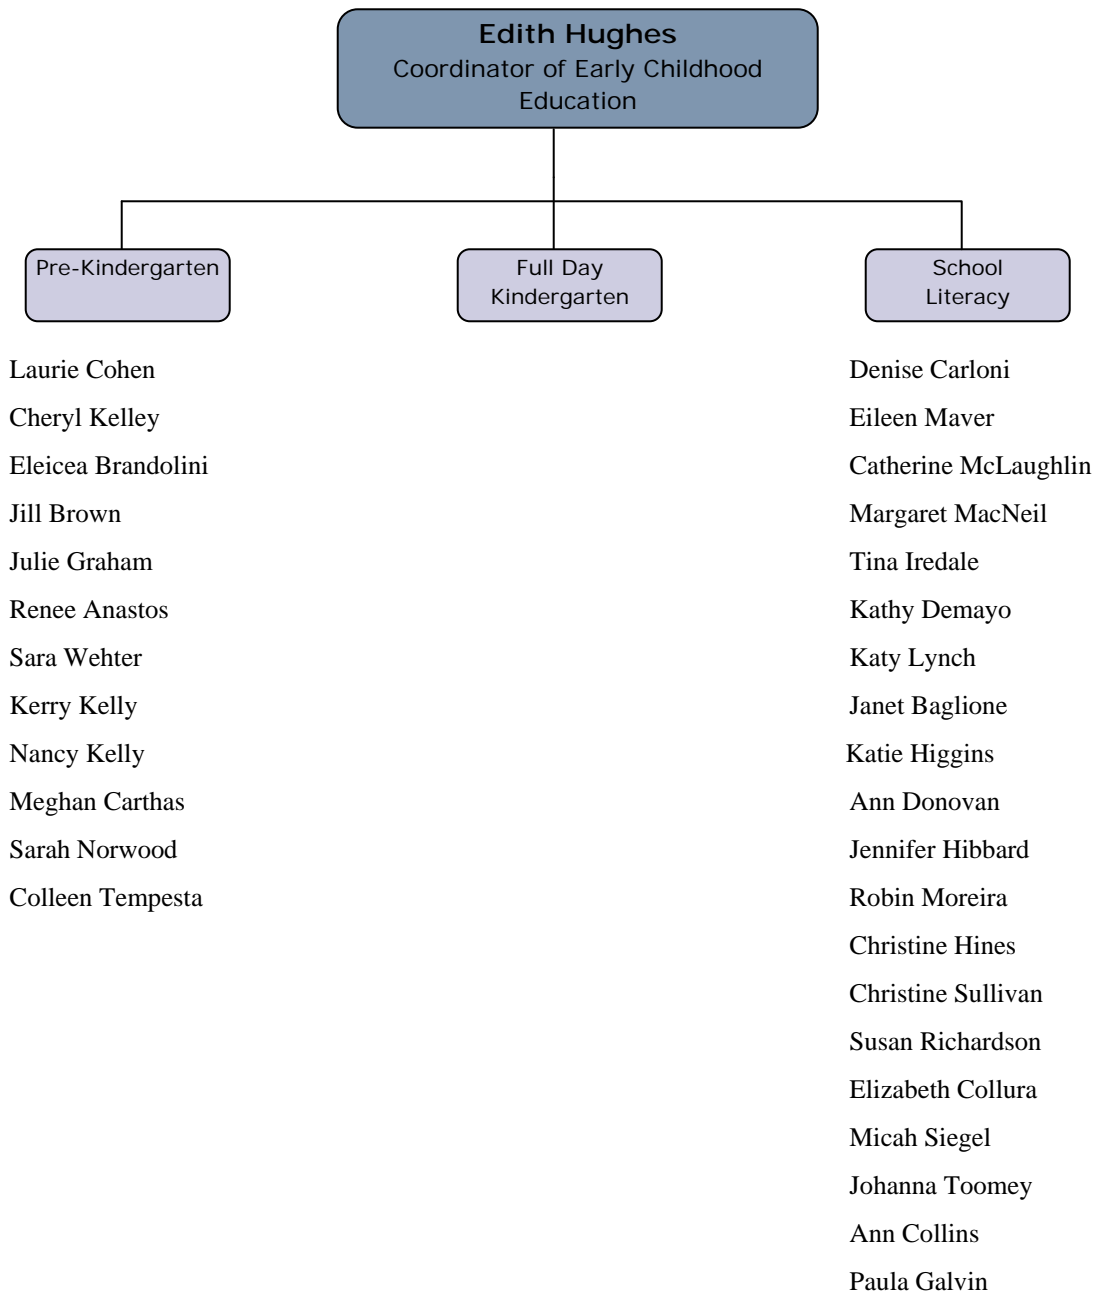 Edith Hughes
Coordinator of Early Childhood
Education
Pre-Kindergarten
Full Day
Kindergarten
School
Literacy
Laurie Cohen
Cheryl Kelley
Eleicea Brandolini
Jill Brown
Julie Graham
Renee Anastos
Sara Wehter
Kerry Kelly
Nancy Kelly
Meghan Carthas
Sarah Norwood
Colleen Tempesta
Denise Carloni
Eileen Maver
Catherine McLaughlin
Margaret MacNeil
Tina Iredale
Kathy Demayo
Katy Lynch
Janet Baglione
Katie Higgins
Ann Donovan
Jennifer Hibbard
Robin Moreira
Christine Hines
Christine Sullivan
Susan Richardson
Elizabeth Collura
Micah Siegel
Johanna Toomey
Ann Collins
Paula Galvin